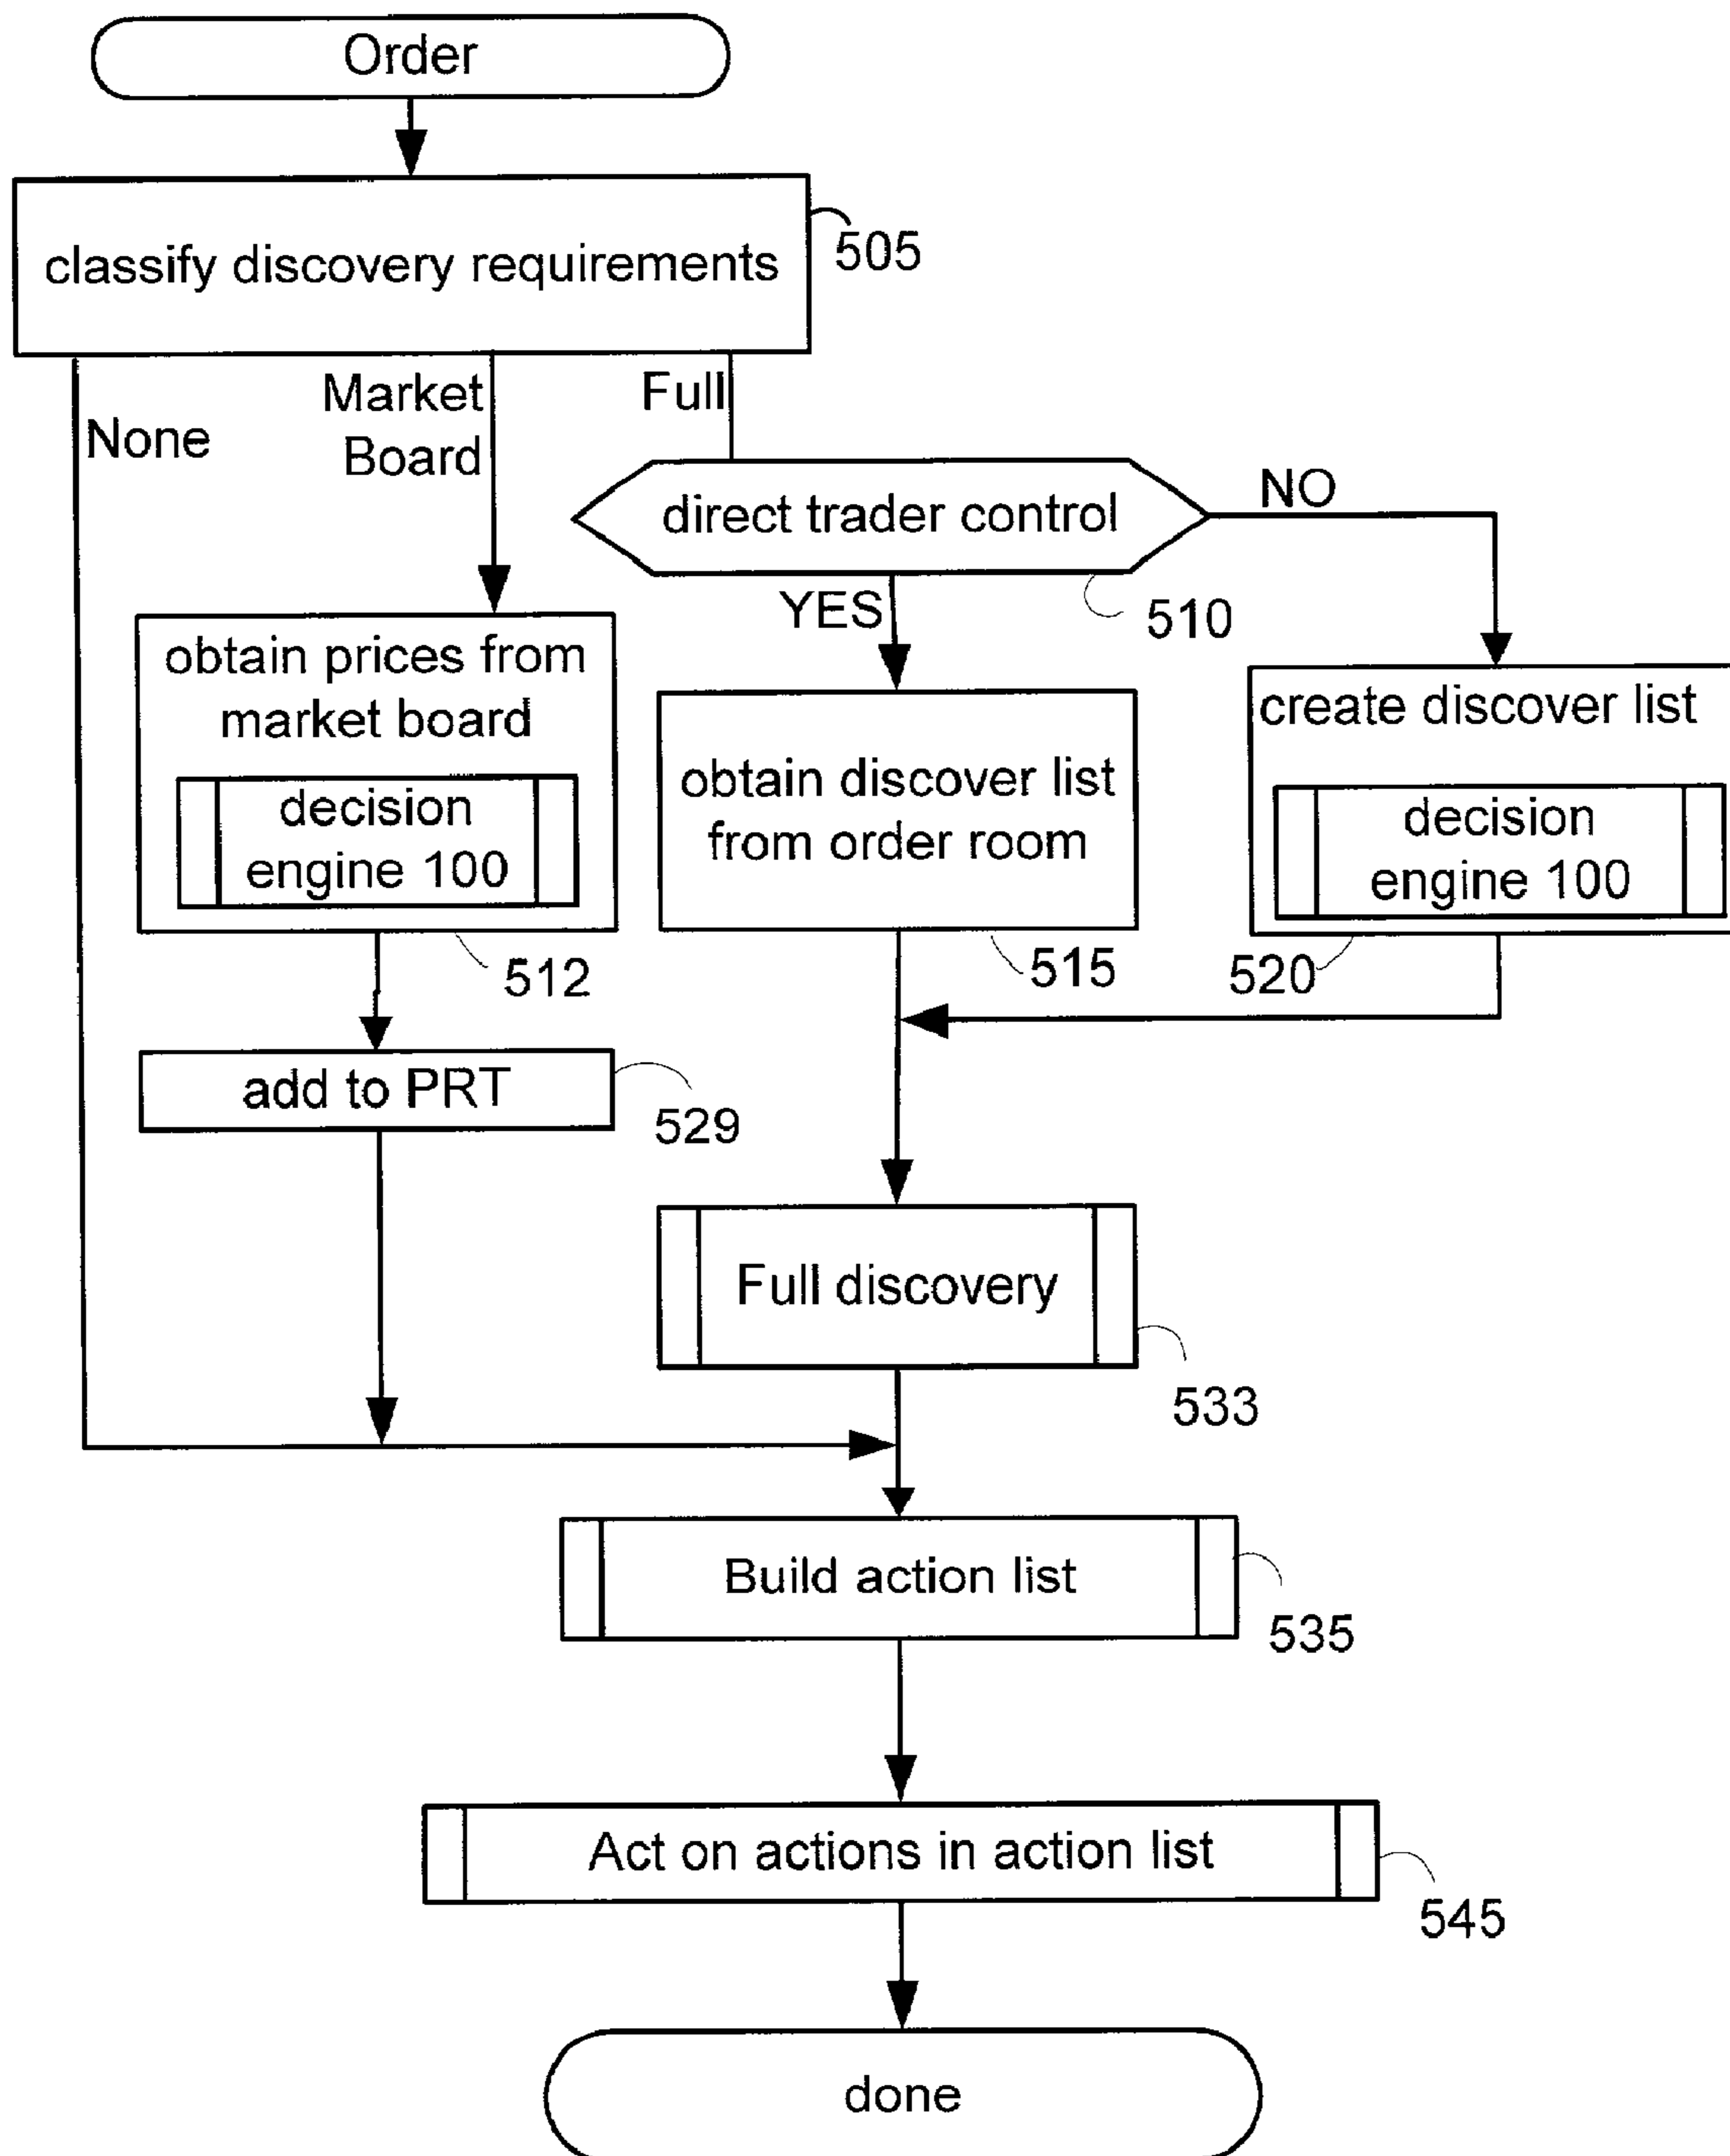 Order
classify discovery requirements
505
None
Market
Board
Full
direct trader control
NO
YES
510
obtain prices from
market board
decision
engine 100
512
obtain discover list
from order room
515
create discover list
decision
engine 100
520
add to PRT
529
Full discovery
533
Build action list
535
Act on actions in action list
545
done